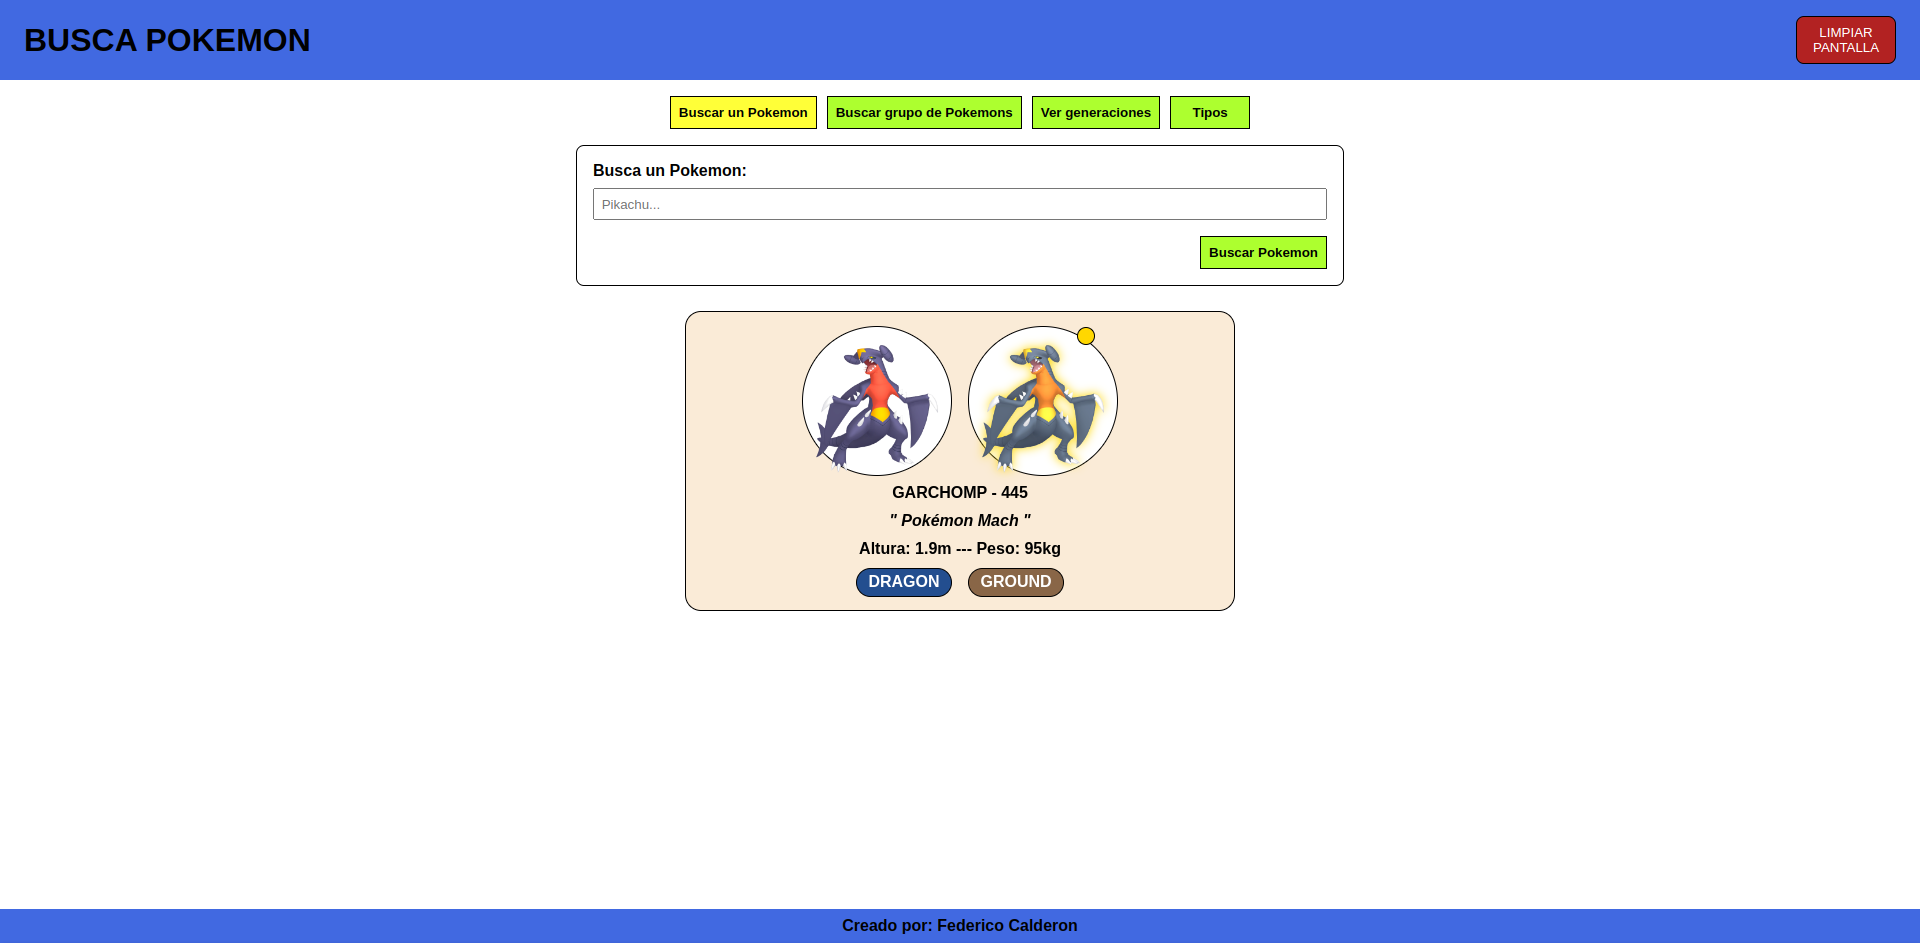 BUSCA POKEMON
LIMPIAR
PANTALLA
Buscar un Pokemon
Buscar grupo de Pokemons
Ver generaciones
Tipos
Busca un Pokemon:
Pikachu...
Buscar Pokemon
GARCHOMP - 445
" Pokémon Mach "
Altura: 1.9m --- Peso: 95kg
DRAGON
GROUND
Creado por: Federico Calderon